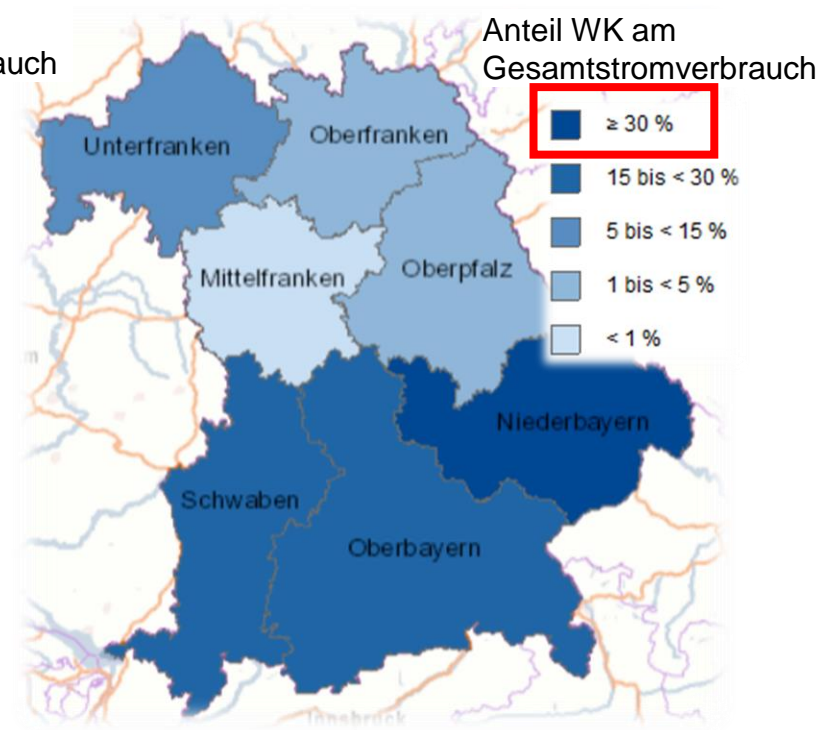 Anteil WK am
Gesamtstromverbrauch
auch
≥ 30 %
15 bis < 30 %
5 bis < 15 %
1 bis < 5 %
< 1 %
Unterfranken
Oberfranken
Mittelfranken
Oberpfalz
Niederbayern
Schwaben
Oberbayern
Innsbruck